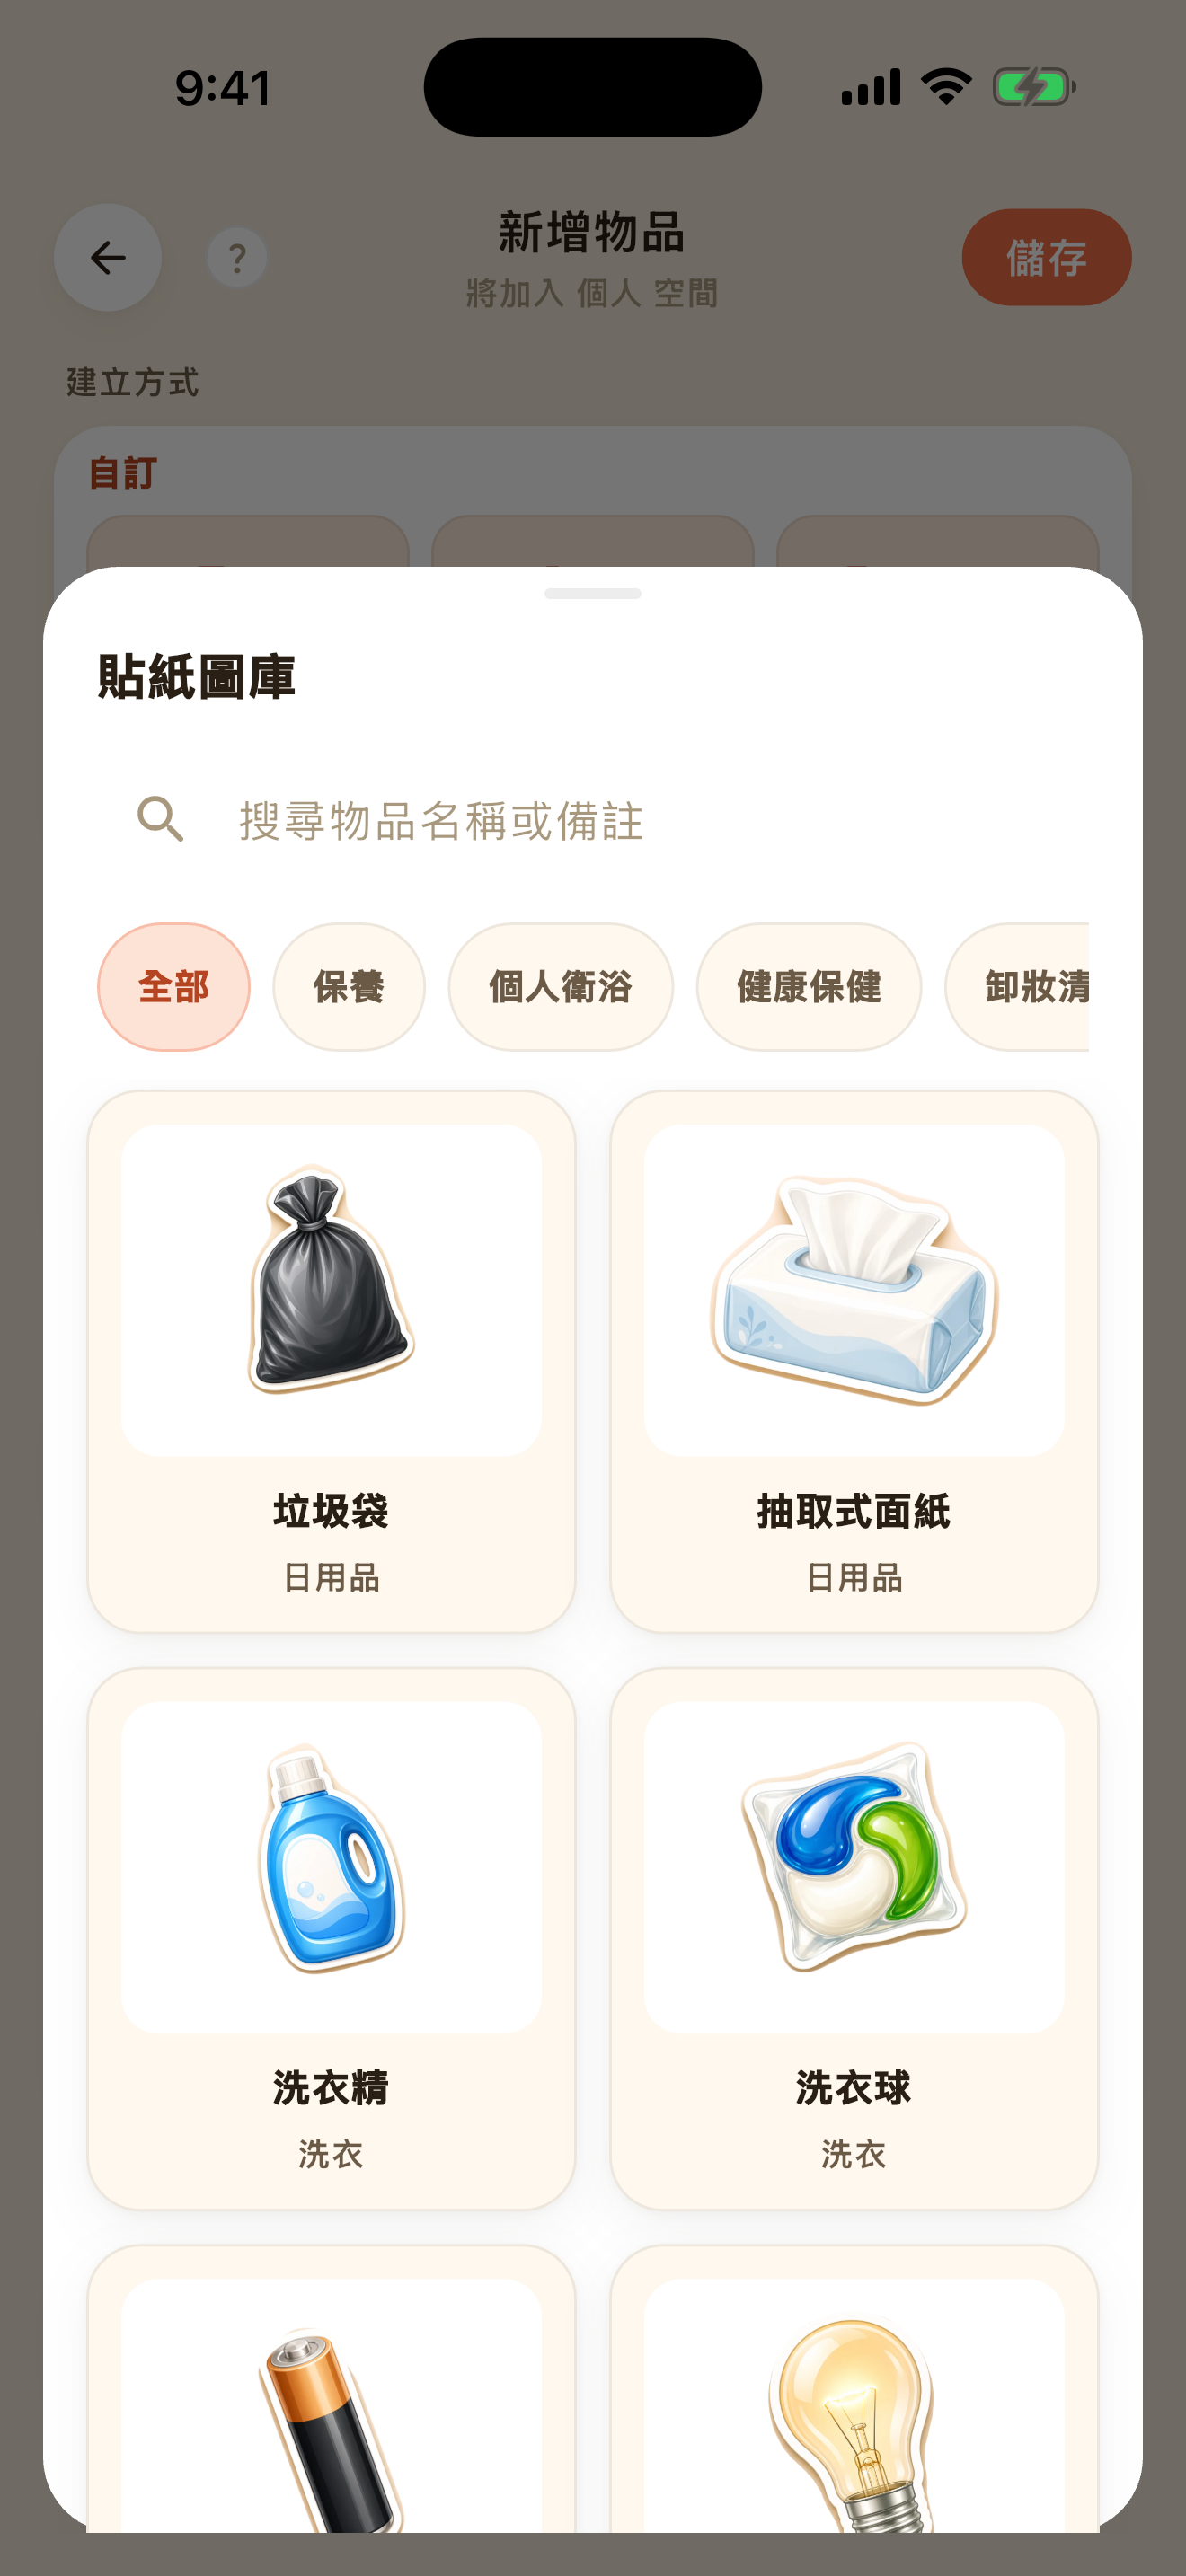 9:41
?
新增物品
將加入 個人 空間
儲存
建立方式
自訂
貼紙圖庫
搜尋物品名稱或備註
全部
保養
個人衛浴
健康保健
卸妝清
垃圾袋
日用品
抽取式面紙
日用品
洗衣精
洗衣
洗衣球
洗衣